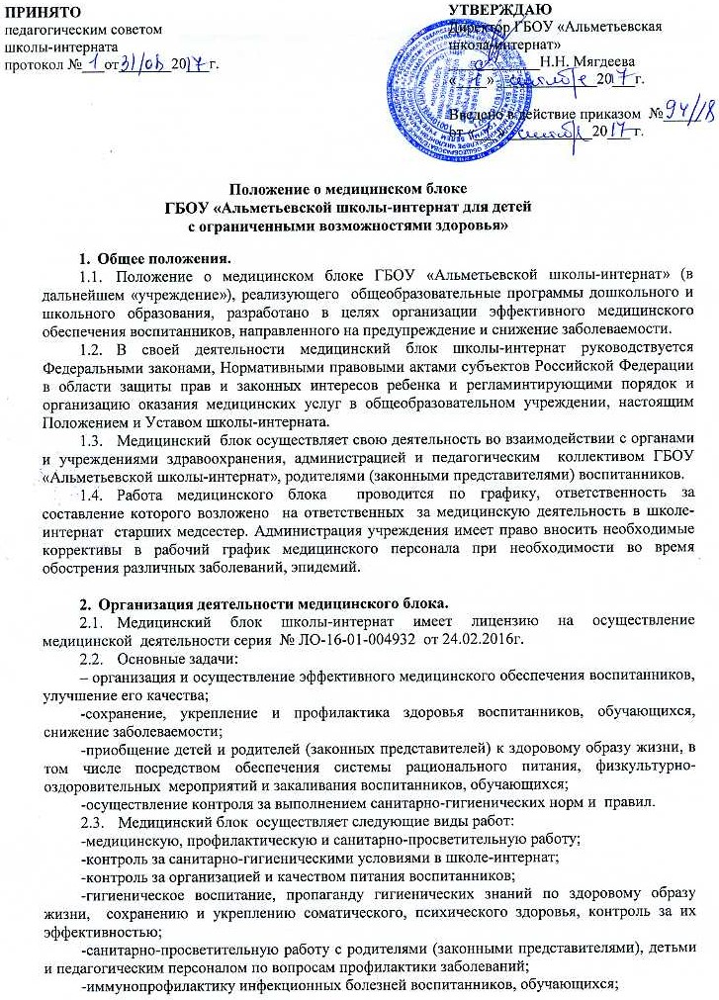 ПРИНЯТО
педагогическим советом
школы-интерната
протокол № 1 от 31/08 2017 г.
УТВЕРЖДАЮ
Директор ГБОУ «Альметьевская
школа-интернат»
Н.Н. Мягдеева
« » сентября 2017 г.
Введено в действие приказом № 94/18
от « » сентября 2017 г.
Положение о медицинском блоке
ГБОУ «Альметьевской школы-интернат для детей
с ограниченными возможностями здоровья»
1. Общее положения.
1.1. Положение о медицинском блоке ГБОУ «Альметьевской школы-интернат» (в
дальнейшем «учреждение»), реализующего общеобразовательные программы дошкольного и
школьного образования, разработано в целях организации эффективного медицинского
обеспечения воспитанников, направленного на предупреждение и снижение заболеваемости.
1.2. В своей деятельности медицинский блок школы-интернат руководствуется
Федеральными законами, Нормативными правовыми актами субъектов Российской Федерации
в области защиты прав и законных интересов ребенка и регламинтирующими порядок и
организацию оказания медицинских услуг в общеобразовательном учреждении, настоящим
Положением и Уставом школы-интерната.
1.3. Медицинский блок осуществляет свою деятельность во взаимодействии с органами
и учреждениями здравоохранения, администрацией и педагогическим коллективом ГБОУ
«Альметьевской школы-интернат», родителями (законными представителями) воспитанников.
1.4. Работа медицинского блока проводится по графику, ответственность за
составление которого возложено на ответственных за медицинскую деятельность в школе-
интернат старших медсестер. Администрация учреждения имеет право вносить необходимые
коррективы в рабочий график медицинского персонала при необходимости во время
обострения различных заболеваний, эпидемий.
2. Организация деятельности медицинского блока.
2.1. Медицинский блок школы-интернат имеет лицензию на осуществление
медицинской деятельности серия № ЛО-16-01-004932 от 24.02.2016г.
2.2. Основные задачи:
– организация и осуществление эффективного медицинского обеспечения воспитанников,
улучшение его качества;
-сохранение, укрепление и профилактика здоровья воспитанников, обучающихся,
снижение заболеваемости;
-приобщение детей и родителей (законных представителей) к здоровому образу жизни, в
том числе посредством обеспечения системы рационального питания, физкультурно-
оздоровительных мероприятий и закаливания воспитанников, обучающихся;
-осуществление контроля за выполнением санитарно-гигиенических норм и правил.
2.3. Медицинский блок осуществляет следующие виды работ:
-медицинскую, профилактическую и санитарно-просветительную работу;
-контроль за санитарно-гигиеническими условиями в школе-интернат;
-контроль за организацией и качеством питания воспитанников;
-гигиеническое воспитание, пропаганду гигиенических знаний по здоровому образу
жизни, сохранению и укреплению соматического, психического здоровья, контроль за их
эффективностью;
-санитарно-просветительную работу с родителями (законными представителями), детьми
и педагогическим персоналом по вопросам профилактики заболеваний;
-иммунопрофилактику инфекционных болезней воспитанников, обучающихся;